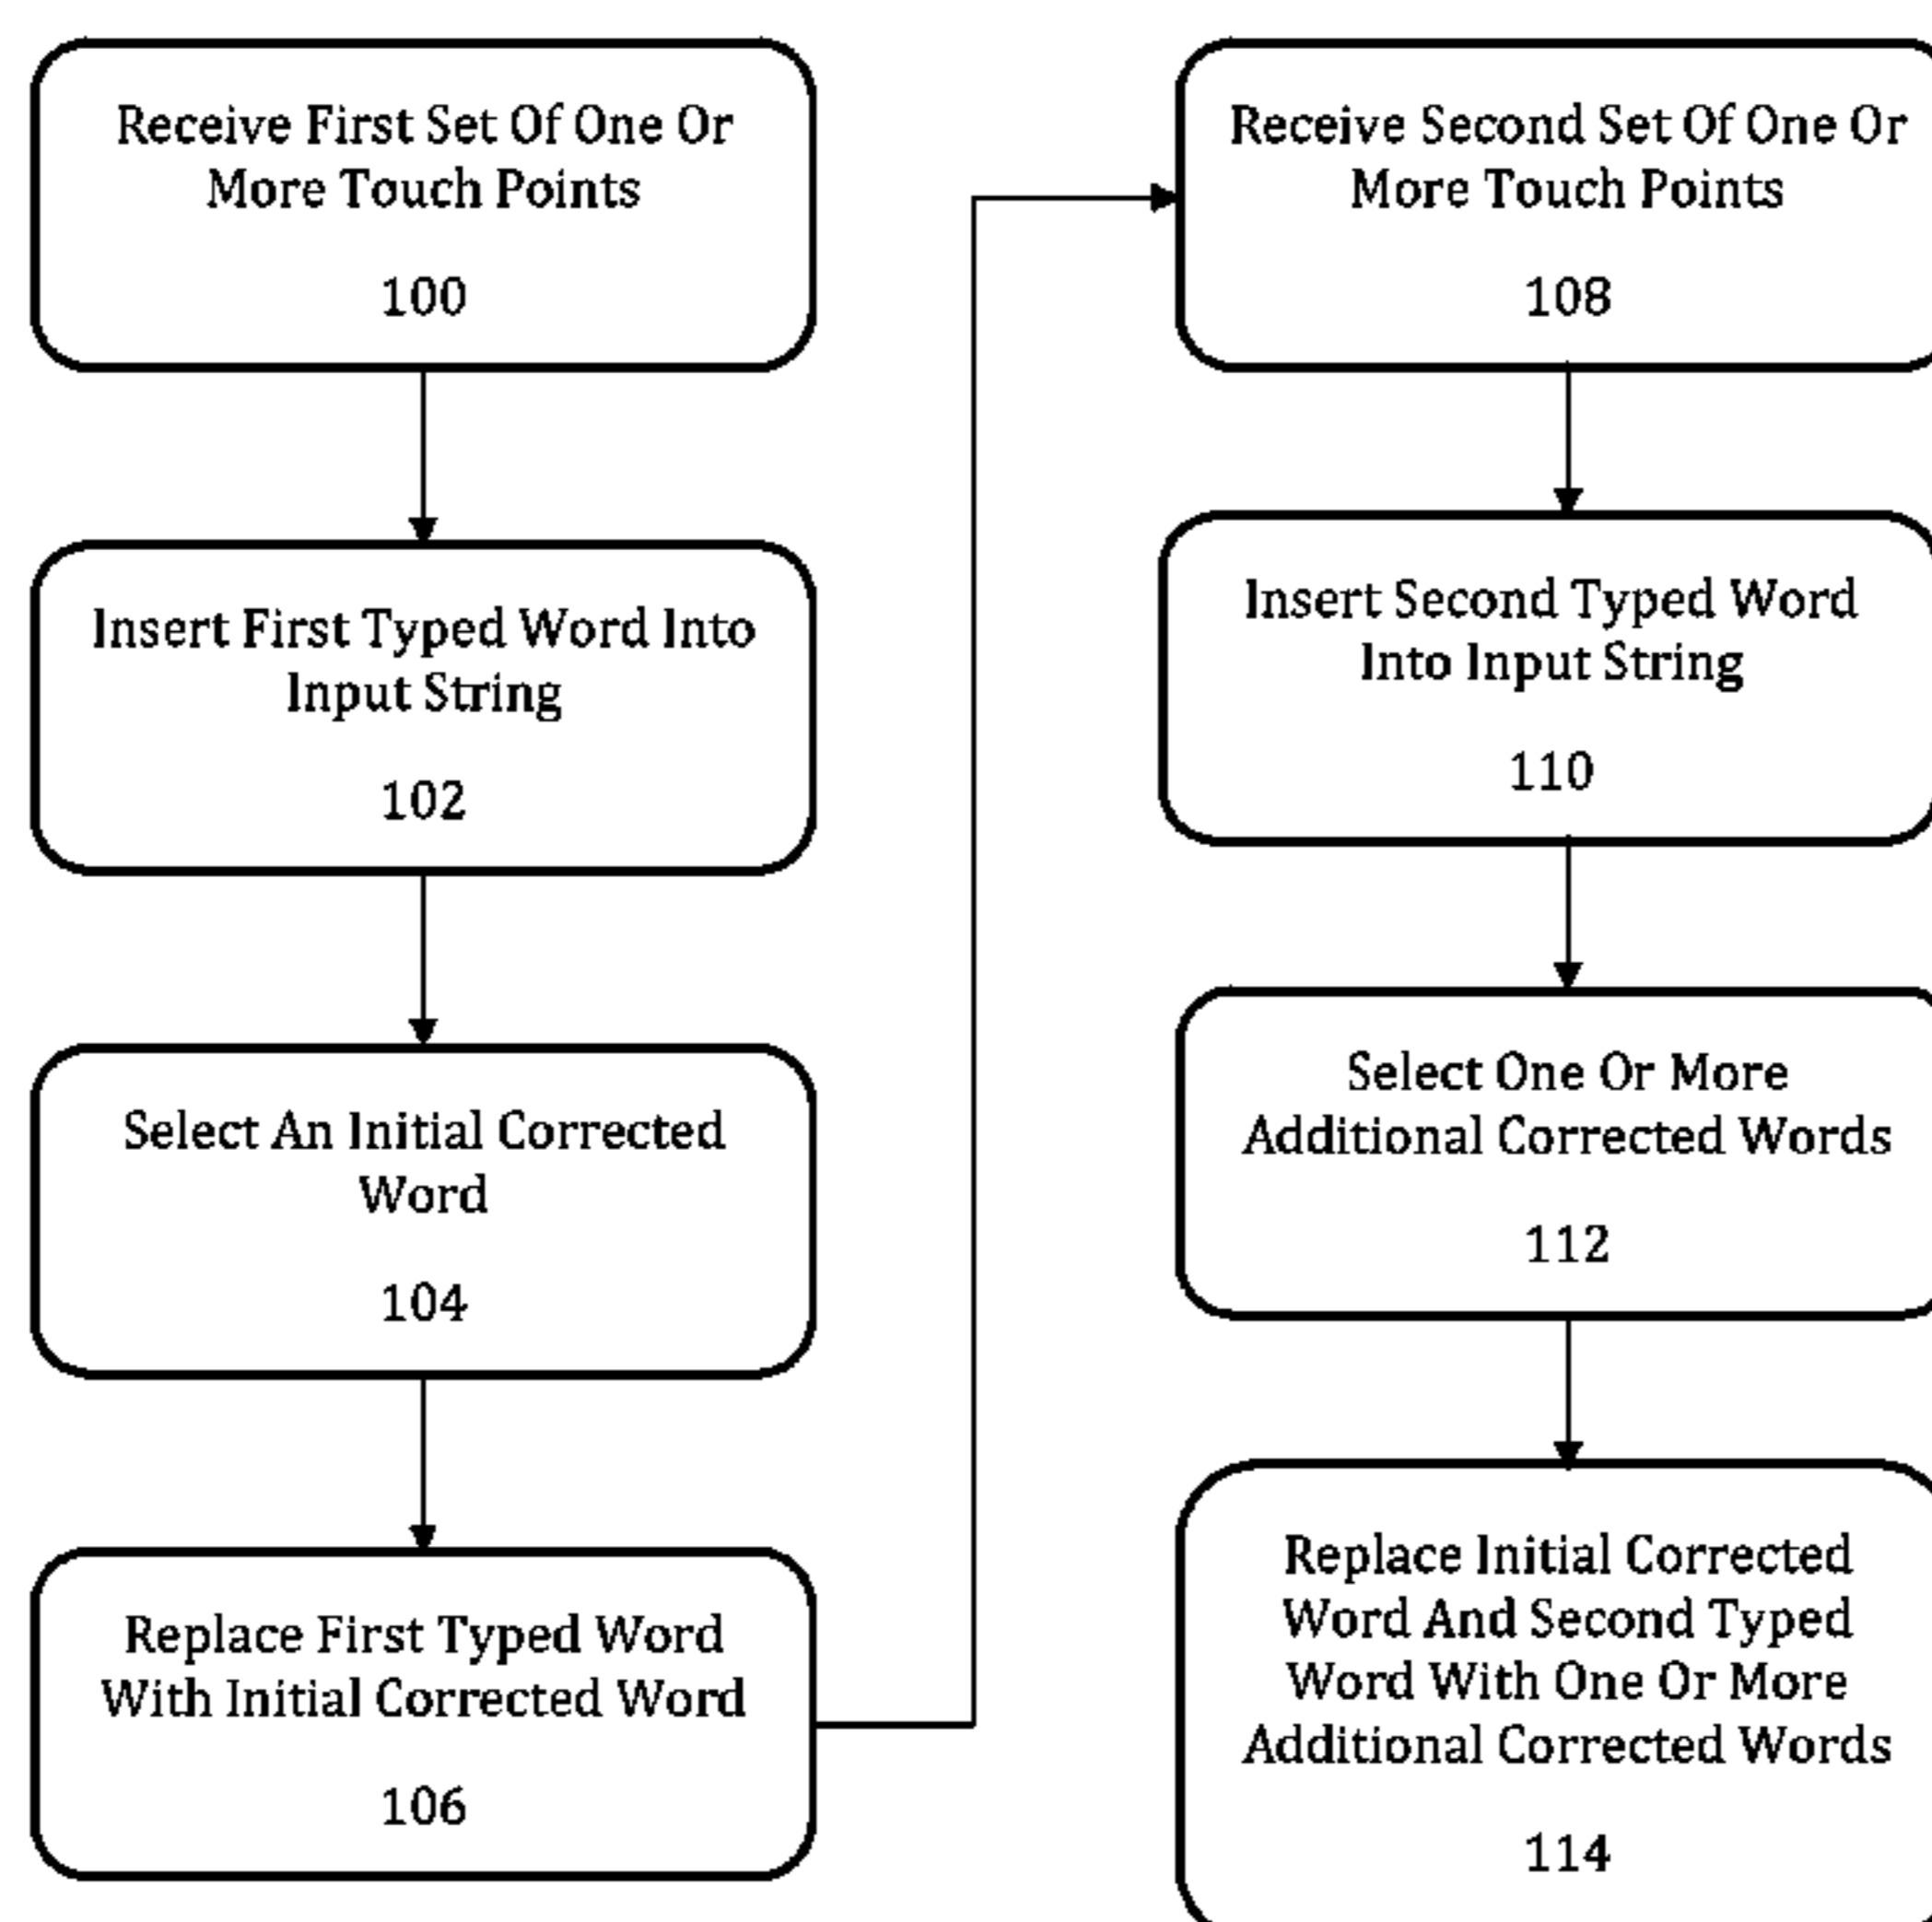 Receive First Set Of One Or
More Touch Points
100
Insert First Typed Word Into
Input String
102
Select An Initial Corrected
Word
104
Replace First Typed Word
With Initial Corrected Word
106
Receive Second Set Of One Or
More Touch Points
108
Insert Second Typed Word
Into Input String
110
Select One Or More
Additional Corrected Words
112
Replace Initial Corrected
Word And Second Typed
Word With One Or More
Additional Corrected Words
114